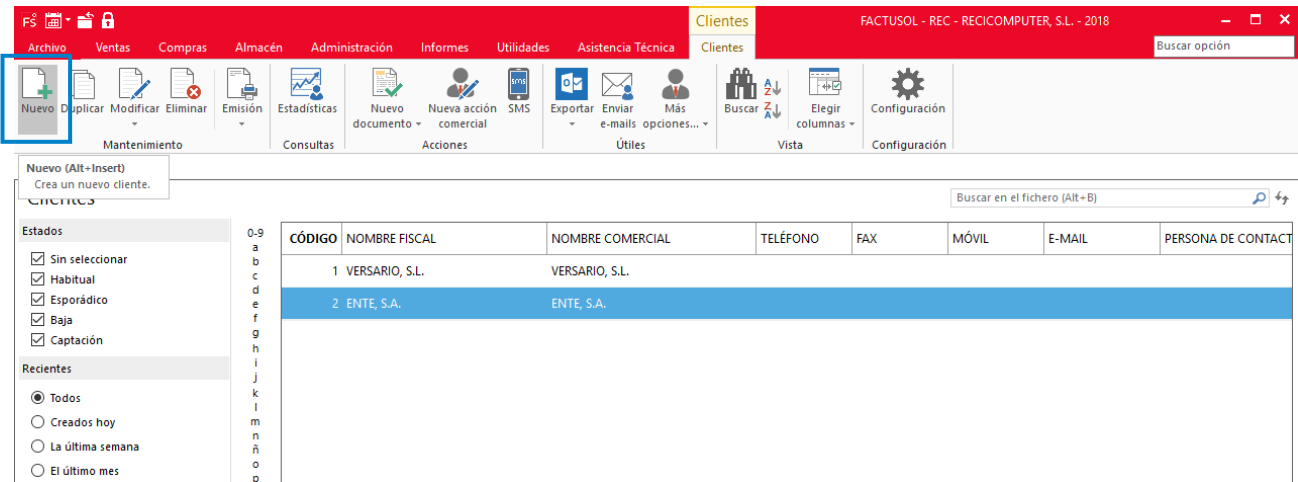 FS
Clientes
FACTUSOL - REC - RECICOMPUTER, S.L. - 2018
Archivo Ventas Compras Almacén Administración Informes Utilidades Asistencia Técnica Clientes Buscar opción
Nuevo Duplicar Modificar Eliminar Emisión Estadísticas Nuevo documento Nueva acción comercial SMS Exportar Enviar e-mails Más opciones... Buscar Elegir columnas Configuración
Mantenimiento Consultas Acciones Útiles Vista Configuración
Nuevo (Alt+Insert)
Crea un nuevo cliente.
Clientes
Buscar en el fichero (Alt+B)
Estados
Sin seleccionar
Habitual
Esporádico
Baja
Captación
Recientes
Todos
Creados hoy
La última semana
El último mes
0-9
a
b
c
d
e
f
g
h
i
j
k
l
m
n
ñ
o
p
CÓDIGO NOMBRE FISCAL NOMBRE COMERCIAL TELÉFONO FAX MÓVIL E-MAIL PERSONA DE CONTACT
1 VERSARIO, S.L. VERSARIO, S.L.
2 ENTE, S.A. ENTE, S.A.